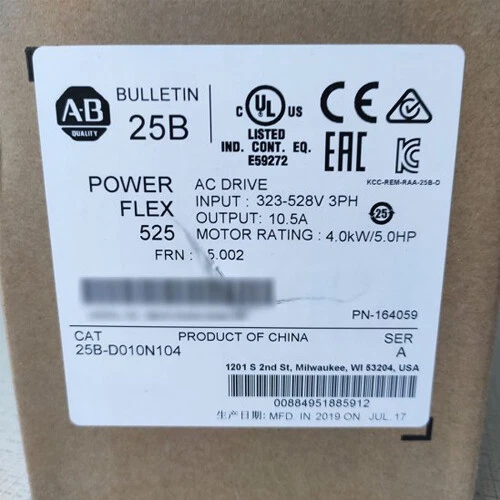 A-B
QUALITY
BULLETIN
25B
C UL US
LISTED
IND. CONT. EQ.
E59272
CE
EAC
KCC-REM-RAA-25B-D
POWER
FLEX
525
AC DRIVE
INPUT : 323-528V 3PH
OUTPUT: 10.5A
MOTOR RATING : 4.0kW/5.0HP
25
FRN : 5.002
PN-164059
CAT
25B-D010N104
PRODUCT OF CHINA
SER
A
1201 S 2nd St, Milwaukee, WI 53204, USA
00884951885912
生产日期: MFD. IN 2019 ON JUL 17